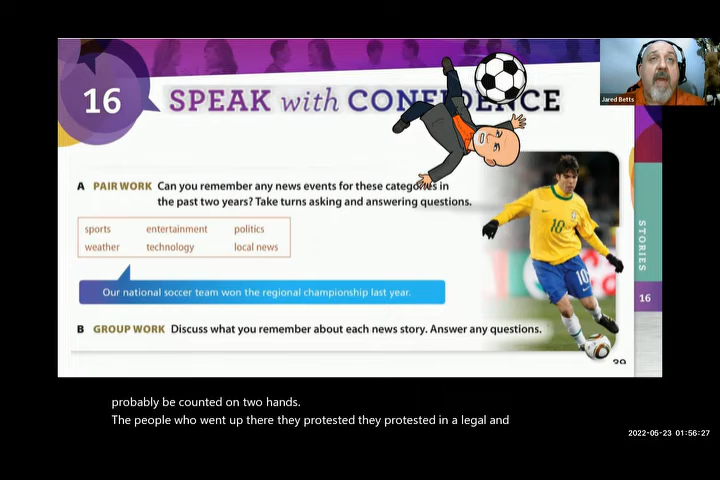 16
SPEAK with CONFIDENCE
Jared Betts
A PAIR WORK Can you remember any news events for these categories in
the past two years? Take turns asking and answering questions.
sports entertainment politics
weather technology local news
Our national soccer team won the regional championship last year.
B GROUP WORK Discuss what you remember about each news story. Answer any questions.
10
10
STORIES
16
29
probably be counted on two hands.
The people who went up there they protested they protested in a legal and
2022-05-23 01:56:27